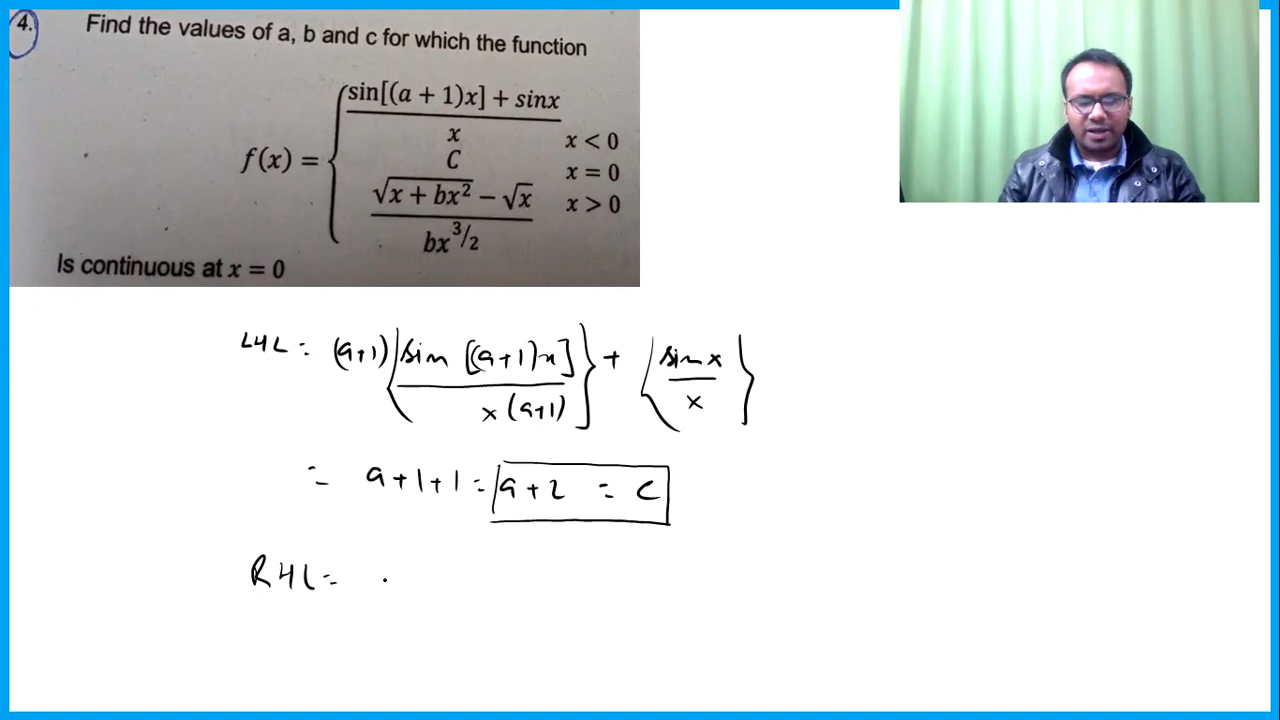 4. Find the values of a, b and c for which the function
sin[(a + 1)x] + sinx
x
x < 0
f(x) =
C
x = 0
√x + bx² − √x
x > 0
bx^3/2
Is continuous at x = 0
LHL = (a+1) { sin [(a+1)x] / x(a+1) } + { sin x / x }
= a+1+1 = a+2 = c
RHL = .